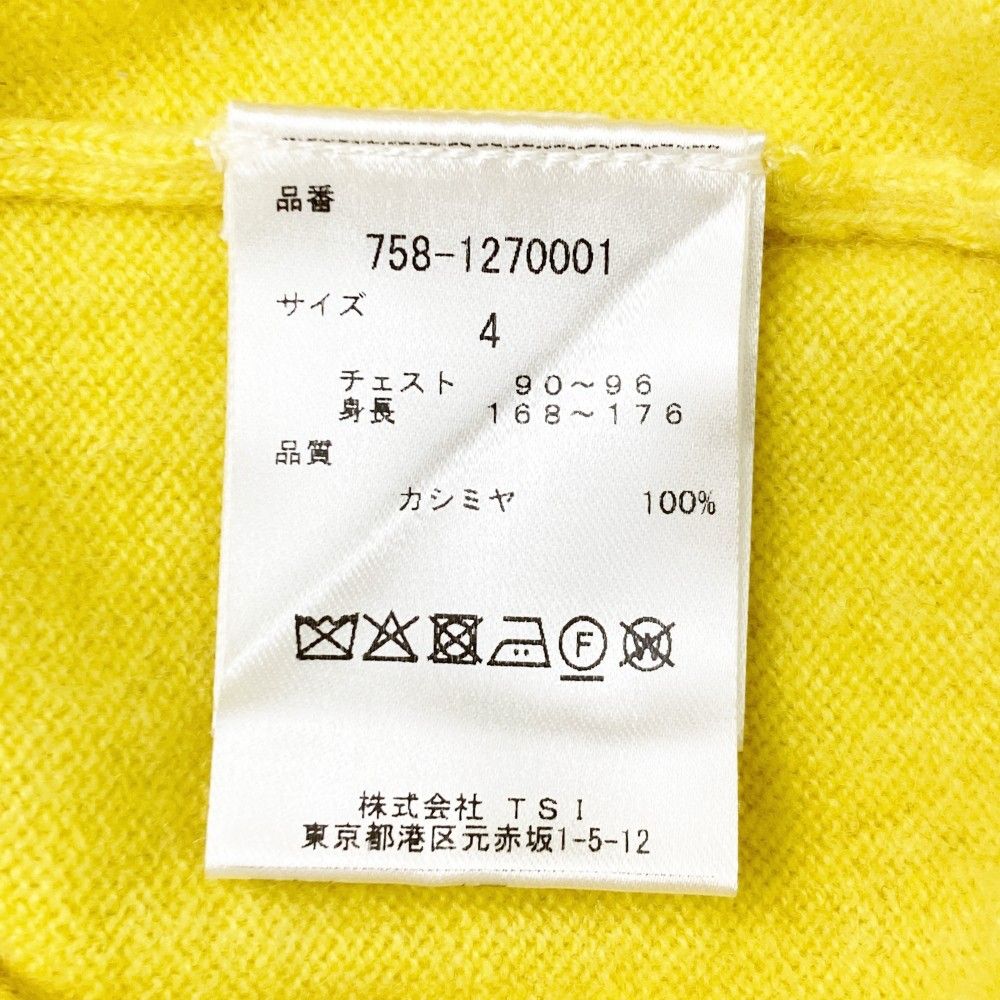 品番
758-1270001
サイズ
4
チェスト 90～96
身長 168～176
品質
カシミヤ 100%
F W
株式会社 TSI
東京都港区元赤坂1-5-12